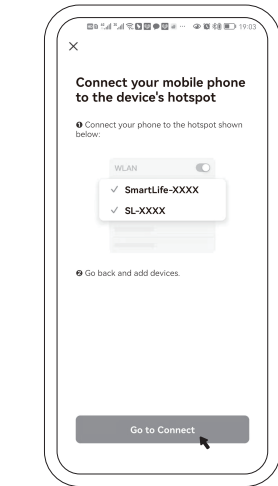 19:03
Connect your mobile phone
to the device's hotspot
❶ Connect your phone to the hotspot shown
below:
WLAN
✓ SmartLife-XXXX
✓ SL-XXXX
❷ Go back and add devices.
Go to Connect